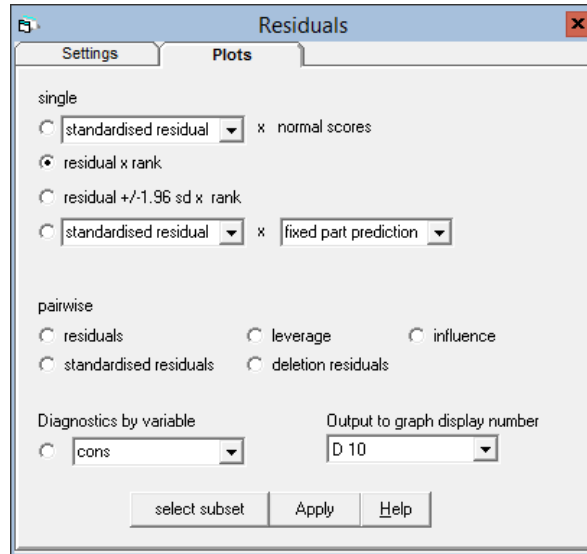 Residuals
Settings Plots
single
standardised residual x normal scores
residual x rank
residual +/-1.96 sd x rank
standardised residual x fixed part prediction
pairwise
residuals leverage influence
standardised residuals deletion residuals
Diagnostics by variable Output to graph display number
cons D 10
select subset Apply Help